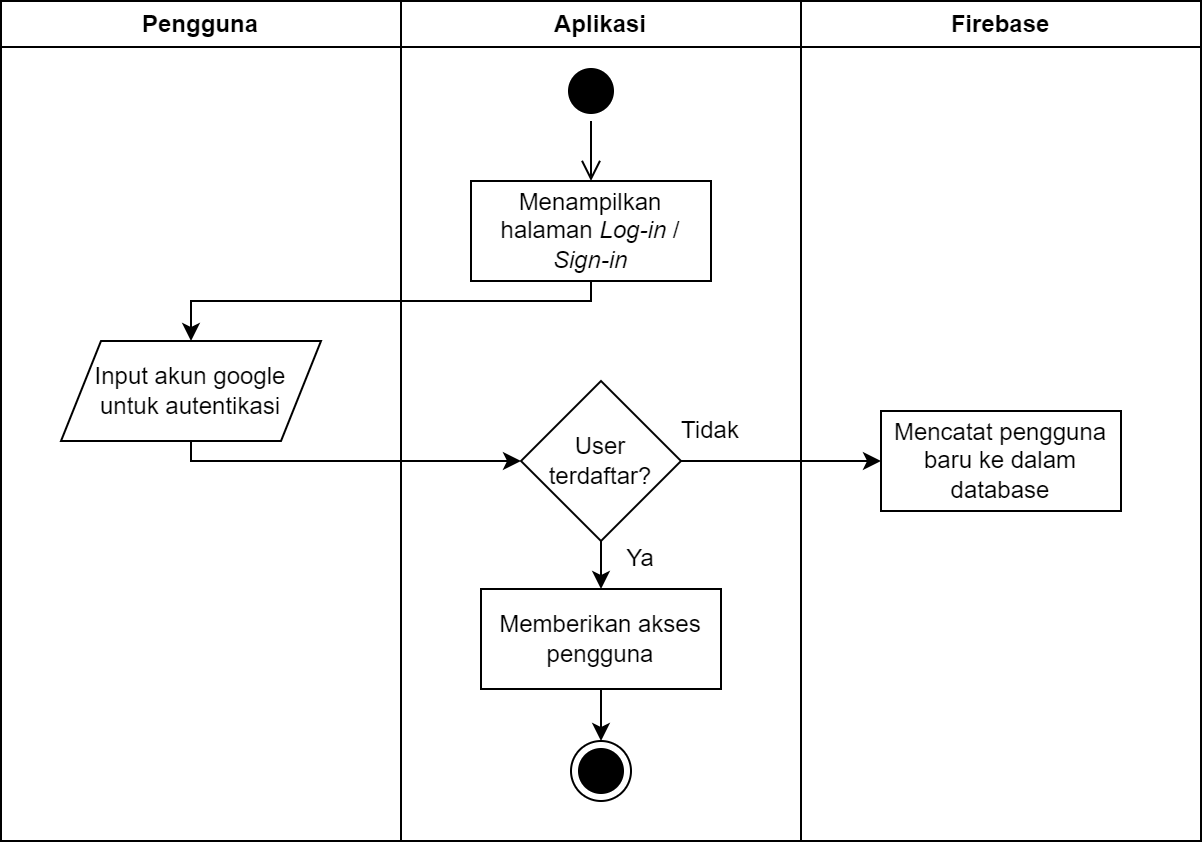 Pengguna
Aplikasi
Firebase
Menampilkan
halaman Log-in /
Sign-in
Input akun google
untuk autentikasi
User
terdaftar?
Tidak
Mencatat pengguna
baru ke dalam
database
Ya
Memberikan akses
pengguna